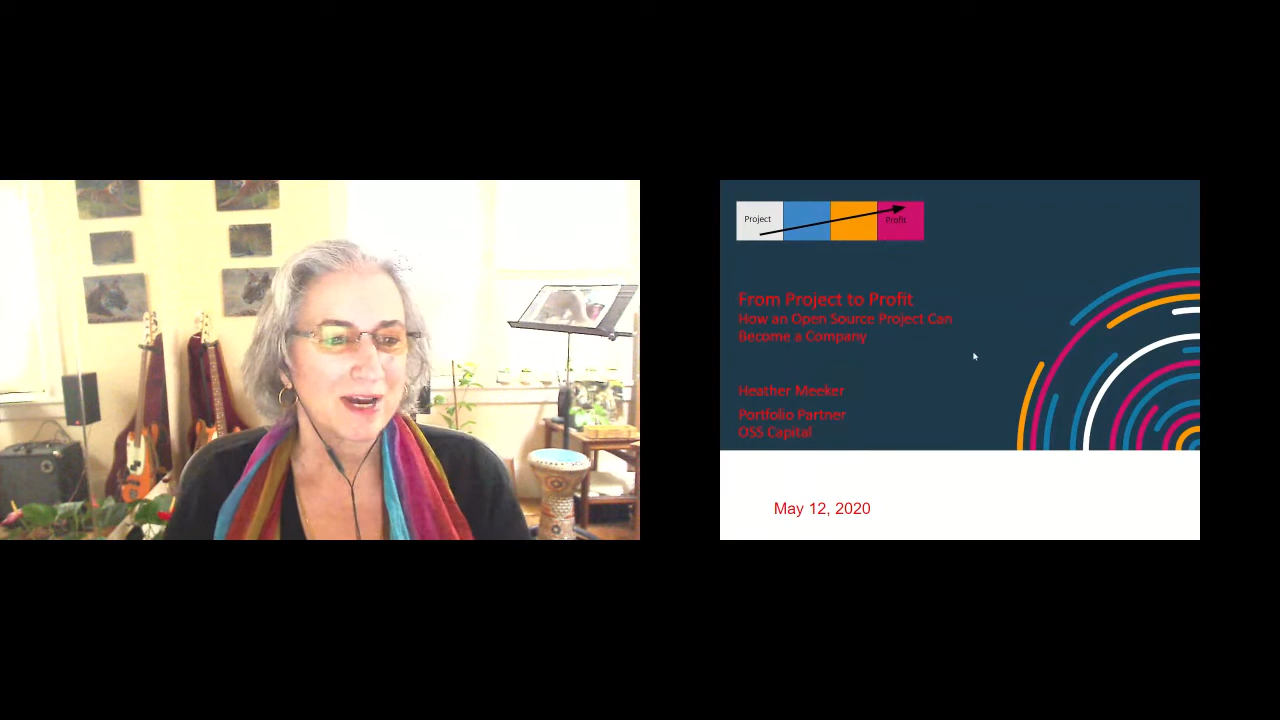 Project
Profit
From Project to Profit
How an Open Source Project Can
Become a Company
Heather Meeker
Portfolio Partner
OSS Capital
May 12, 2020